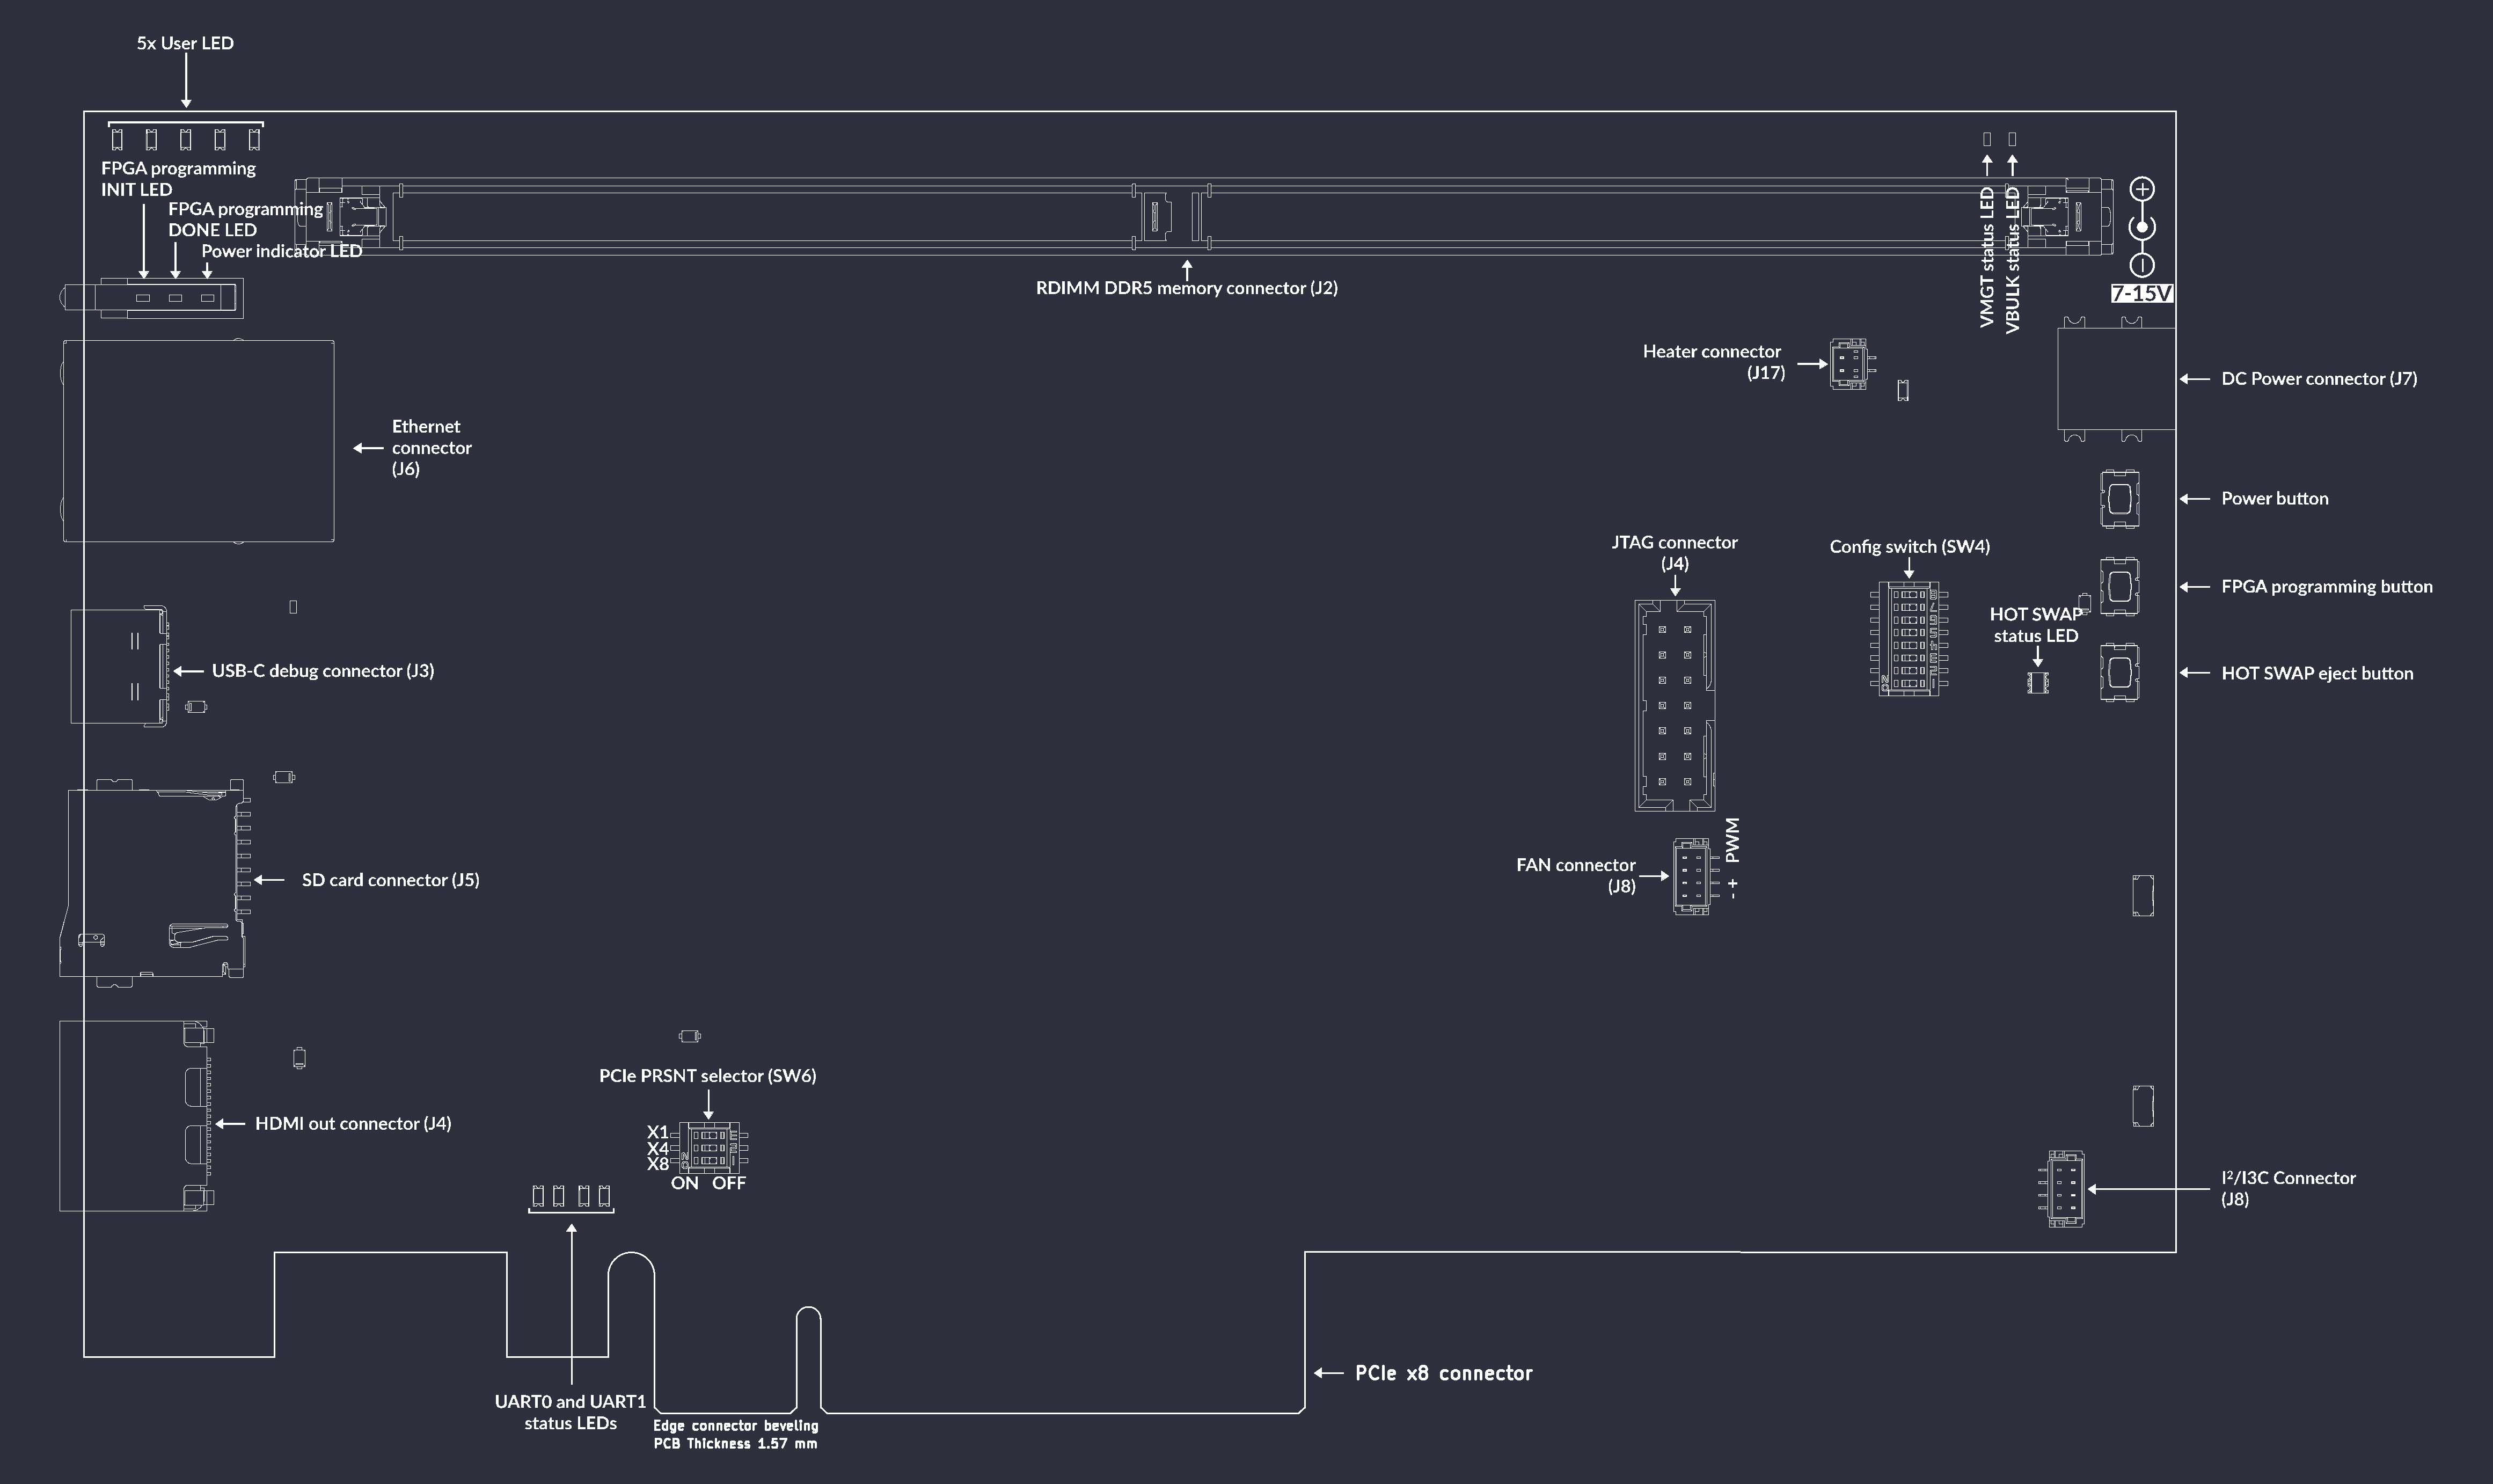 5x User LED
FPGA programming
INIT LED
FPGA programming
DONE LED
Power indicator LED
RDIMM DDR5 memory connector (J2)
VMGT status LED
VBULK status LED
7-15V
Heater connector
(J17)
DC Power connector (J7)
Ethernet
connector
(J6)
Power button
JTAG connector
(J4)
Config switch (SW4)
FPGA programming button
HOT SWAP
status LED
USB-C debug connector (J3)
HOT SWAP eject button
FAN connector
(J8)
PWM
- +
SD card connector (J5)
PCIe PRSNT selector (SW6)
HDMI out connector (J4)
X1
X4
X8
ON OFF
I²/I3C Connector
(J8)
PCIe x8 connector
UART0 and UART1
status LEDs
Edge connector beveling
PCB Thickness 1.57 mm